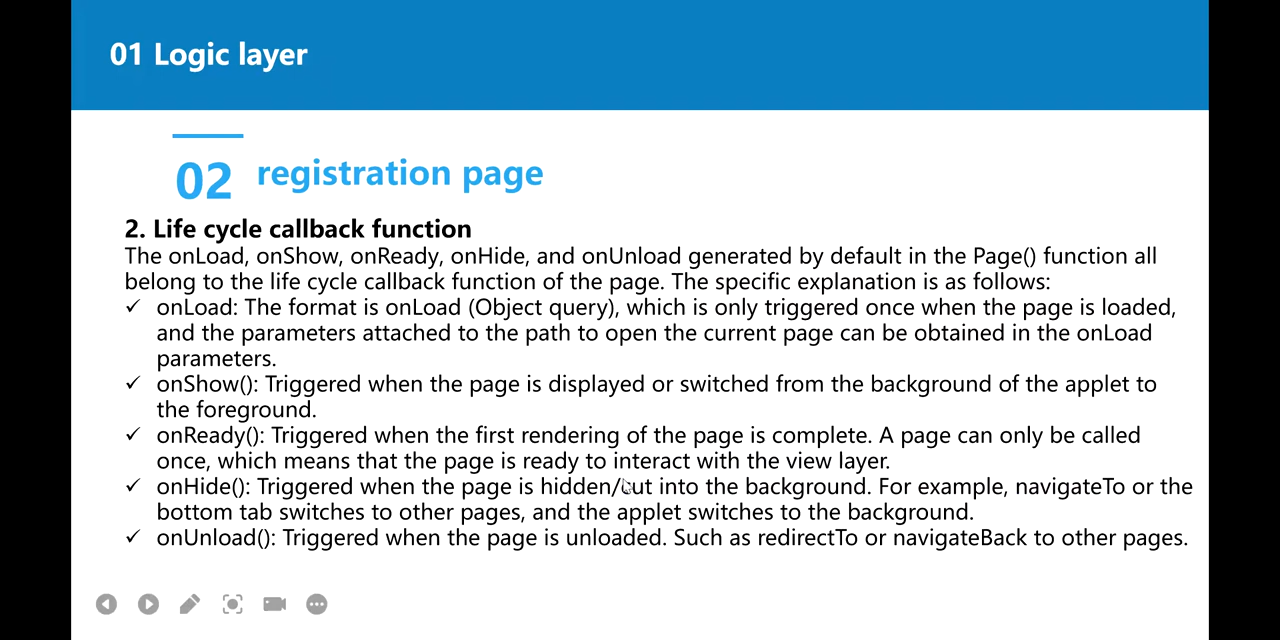 01 Logic layer
02 registration page
2. Life cycle callback function
The onLoad, onShow, onReady, onHide, and onUnload generated by default in the Page() function all
belong to the life cycle callback function of the page. The specific explanation is as follows:
✓ onLoad: The format is onLoad (Object query), which is only triggered once when the page is loaded,
and the parameters attached to the path to open the current page can be obtained in the onLoad
parameters.
✓ onShow(): Triggered when the page is displayed or switched from the background of the applet to
the foreground.
✓ onReady(): Triggered when the first rendering of the page is complete. A page can only be called
once, which means that the page is ready to interact with the view layer.
✓ onHide(): Triggered when the page is hidden/cut into the background. For example, navigateTo or the
bottom tab switches to other pages, and the applet switches to the background.
✓ onUnload(): Triggered when the page is unloaded. Such as redirectTo or navigateBack to other pages.